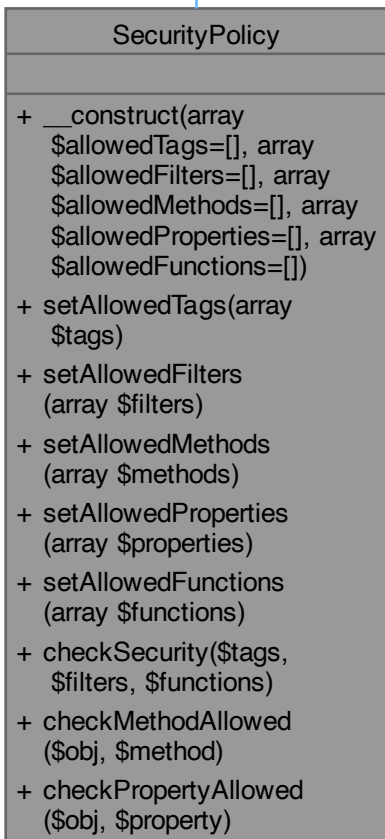 SecurityPolicy
+ __construct(array
$allowedTags=[], array
$allowedFilters=[], array
$allowedMethods=[], array
$allowedProperties=[], array
$allowedFunctions=[])
+ setAllowedTags(array
$tags)
+ setAllowedFilters
(array $filters)
+ setAllowedMethods
(array $methods)
+ setAllowedProperties
(array $properties)
+ setAllowedFunctions
(array $functions)
+ checkSecurity($tags,
$filters, $functions)
+ checkMethodAllowed
($obj, $method)
+ checkPropertyAllowed
($obj, $property)